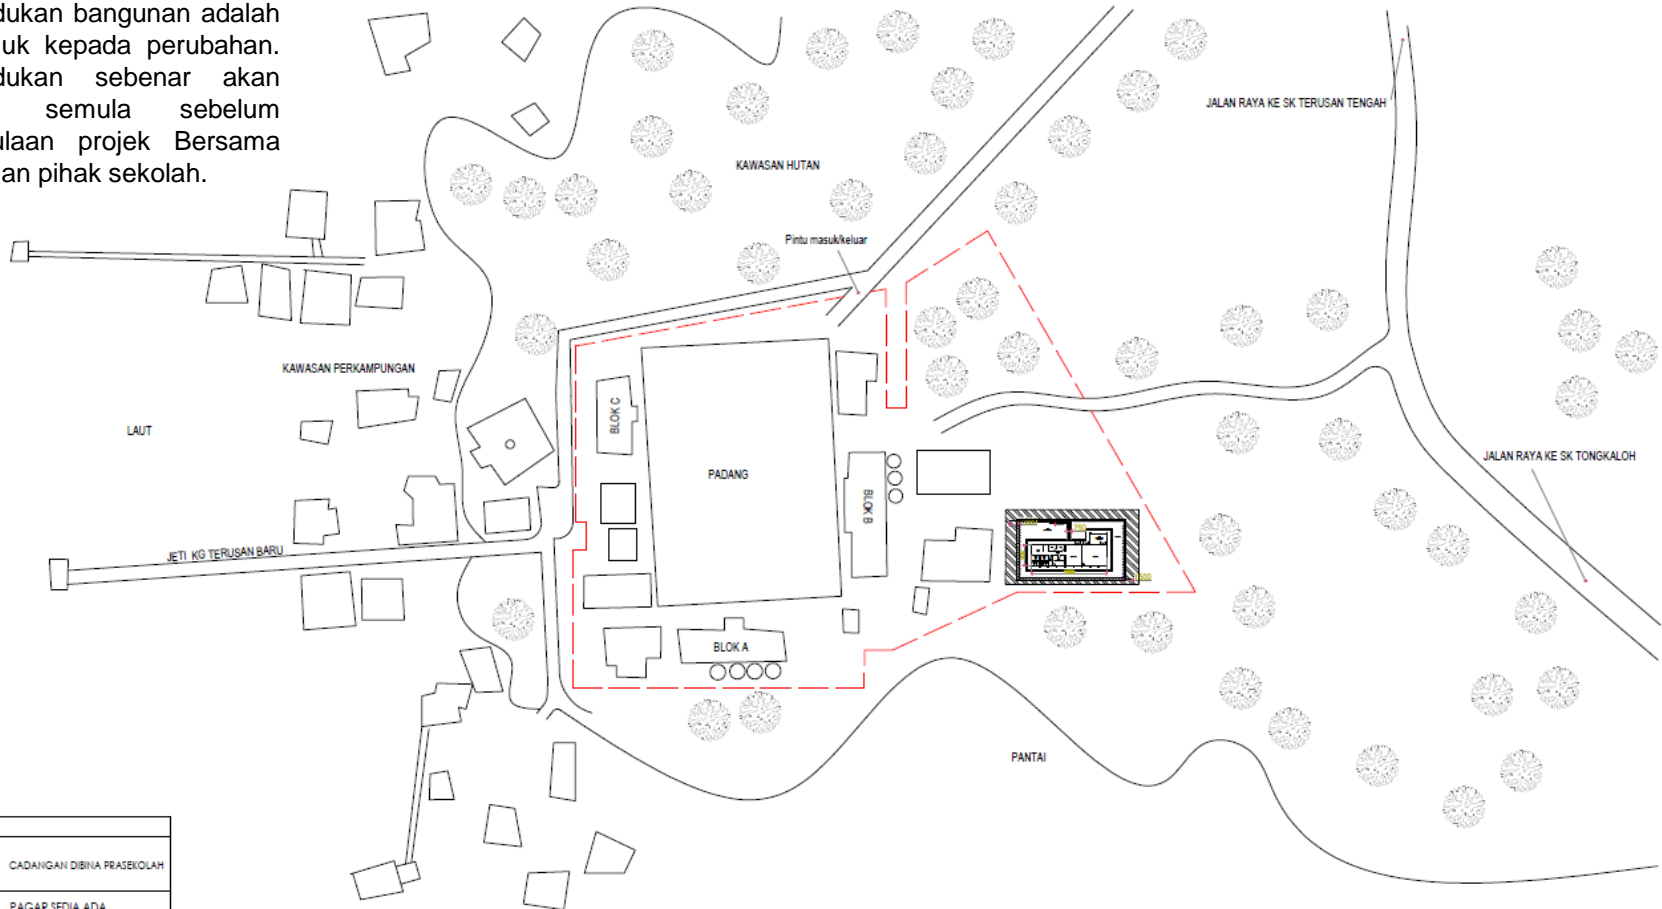 dukan bangunan adalah
uk kepada perubahan.
dukan sebenar akan
semula sebelum
ulaan projek Bersama
an pihak sekolah.
JALAN RAYA KE SK TERUSAN TENGAH
KAWASAN HUTAN
Pintu masuk/keluar
KAWASAN PERKAMPUNGAN
BLOK C
LAUT
PADANG
JALAN RAYA KE SK TONGKALOH
BLOK B
JETI KG TERUSAN BARU
BLOK A
PANTAI
CADANGAN DIBINA PRASEKOLAH
PAGAR SEDIA ADA